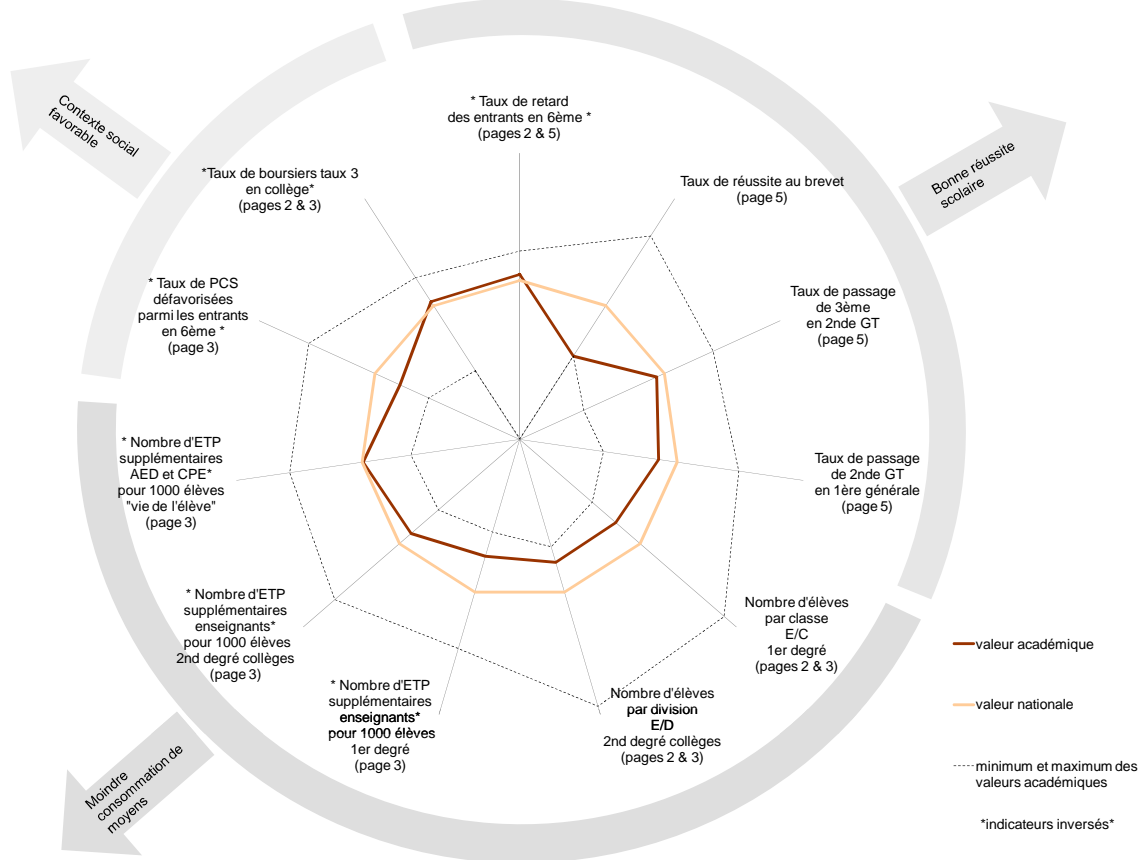 * Taux de retard
des entrants en 6ème *
(pages 2 & 5)
Contexte social
favorable
Bonne réussite
scolaire
*Taux de boursiers taux 3
en collège*
(pages 2 & 3)
Taux de réussite au brevet
(page 5)
* Taux de PCS
défavorisées
parmi les entrants
en 6ème *
(page 3)
Taux de passage
de 3ème
en 2nde GT
(page 5)
* Nombre d'ETP
supplémentaires
AED et CPE*
pour 1000 élèves
"vie de l'élève"
(page 3)
Taux de passage
de 2nde GT
en 1ère générale
(page 5)
* Nombre d'ETP
supplémentaires
enseignants*
pour 1000 élèves
2nd degré collèges
(page 3)
Nombre d'élèves
par classe
E/C
1er degré
(pages 2 & 3)
* Nombre d'ETP
supplémentaires
enseignants*
pour 1000 élèves
1er degré
(page 3)
Nombre d'élèves
par division
E/D
2nd degré collèges
(pages 2 & 3)
Moindre
consommation de
moyens
valeur académique
valeur nationale
minimum et maximum des
valeurs académiques
*indicateurs inversés*